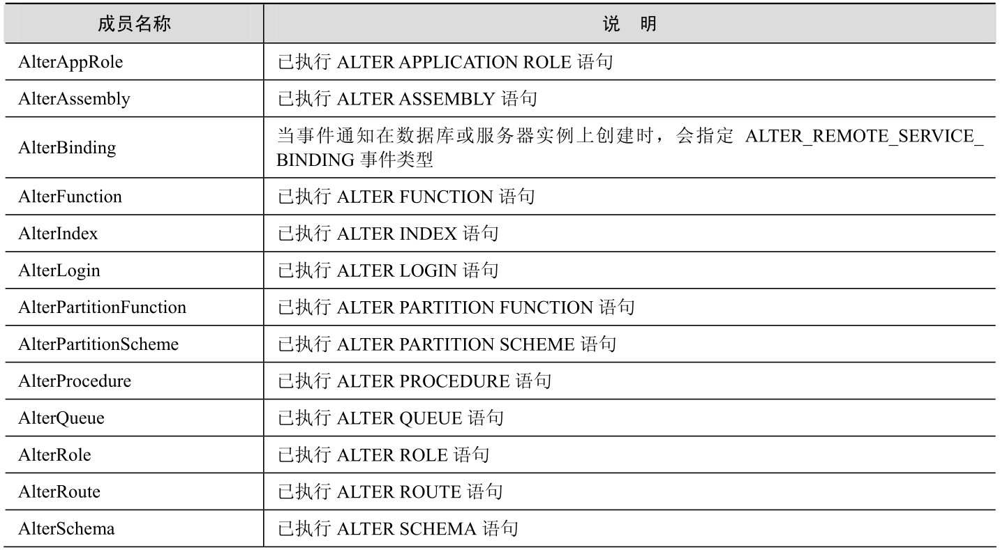 成员名称 说 明
AlterAppRole 已执行 ALTER APPLICATION ROLE 语句
AlterAssembly 已执行 ALTER ASSEMBLY 语句
当事件通知在数据库或服务器实例上创建时，会指定 ALTER_REMOTE_SERVICE_
AlterBinding
BINDING 事件类型
AlterFunction 已执行 ALTER FUNCTION 语句
AlterIndex 已执行 ALTER INDEX 语句
AlterLogin 已执行 ALTER LOGIN 语句
AlterPartitionFunction 已执行 ALTER PARTITION FUNCTION 语句
AlterPartitionScheme 已执行 ALTER PARTITION SCHEME 语句
AlterProcedure 已执行 ALTER PROCEDURE 语句
AlterQueue 已执行 ALTER QUEUE 语句
AlterRole 已执行 ALTER ROLE 语句
AlterRoute 已执行 ALTER ROUTE 语句
AlterSchema 已执行 ALTER SCHEMA 语句